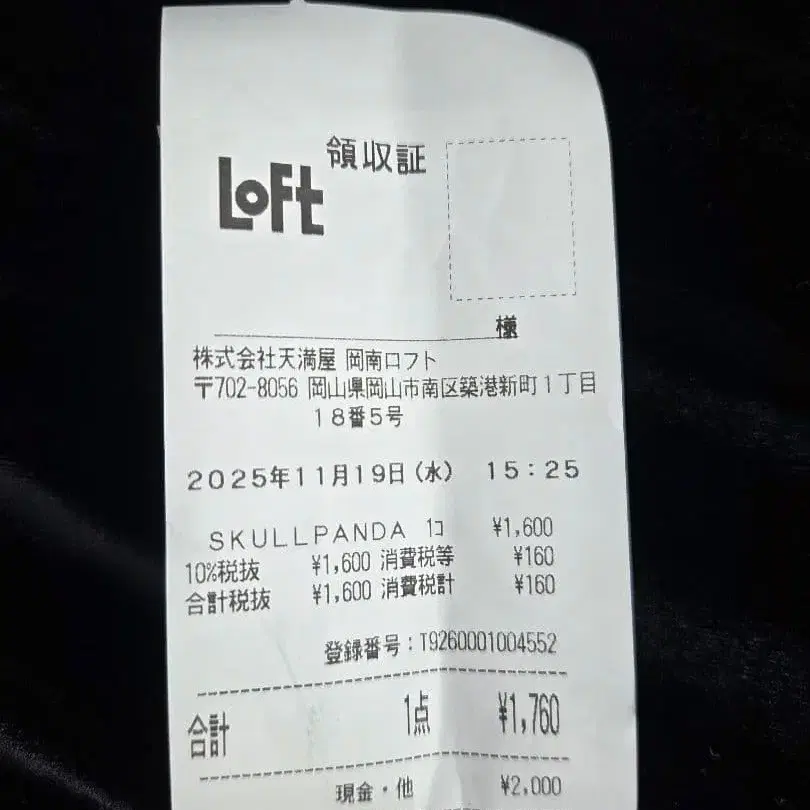 領収証
LOFt
様
株式会社天満屋 岡南ロフト
〒702-8056 岡山県岡山市南区築港新町1丁目
18番5号
2025年11月19日(水) 15:25
SKULLPANDA 1コ ¥1,600
10%税抜 ¥1,600 消費税等 ¥160
合計税抜 ¥1,600 消費税計 ¥160
登録番号:T9260001004552
合計 1点 ¥1,760
現金・他 ¥2,000